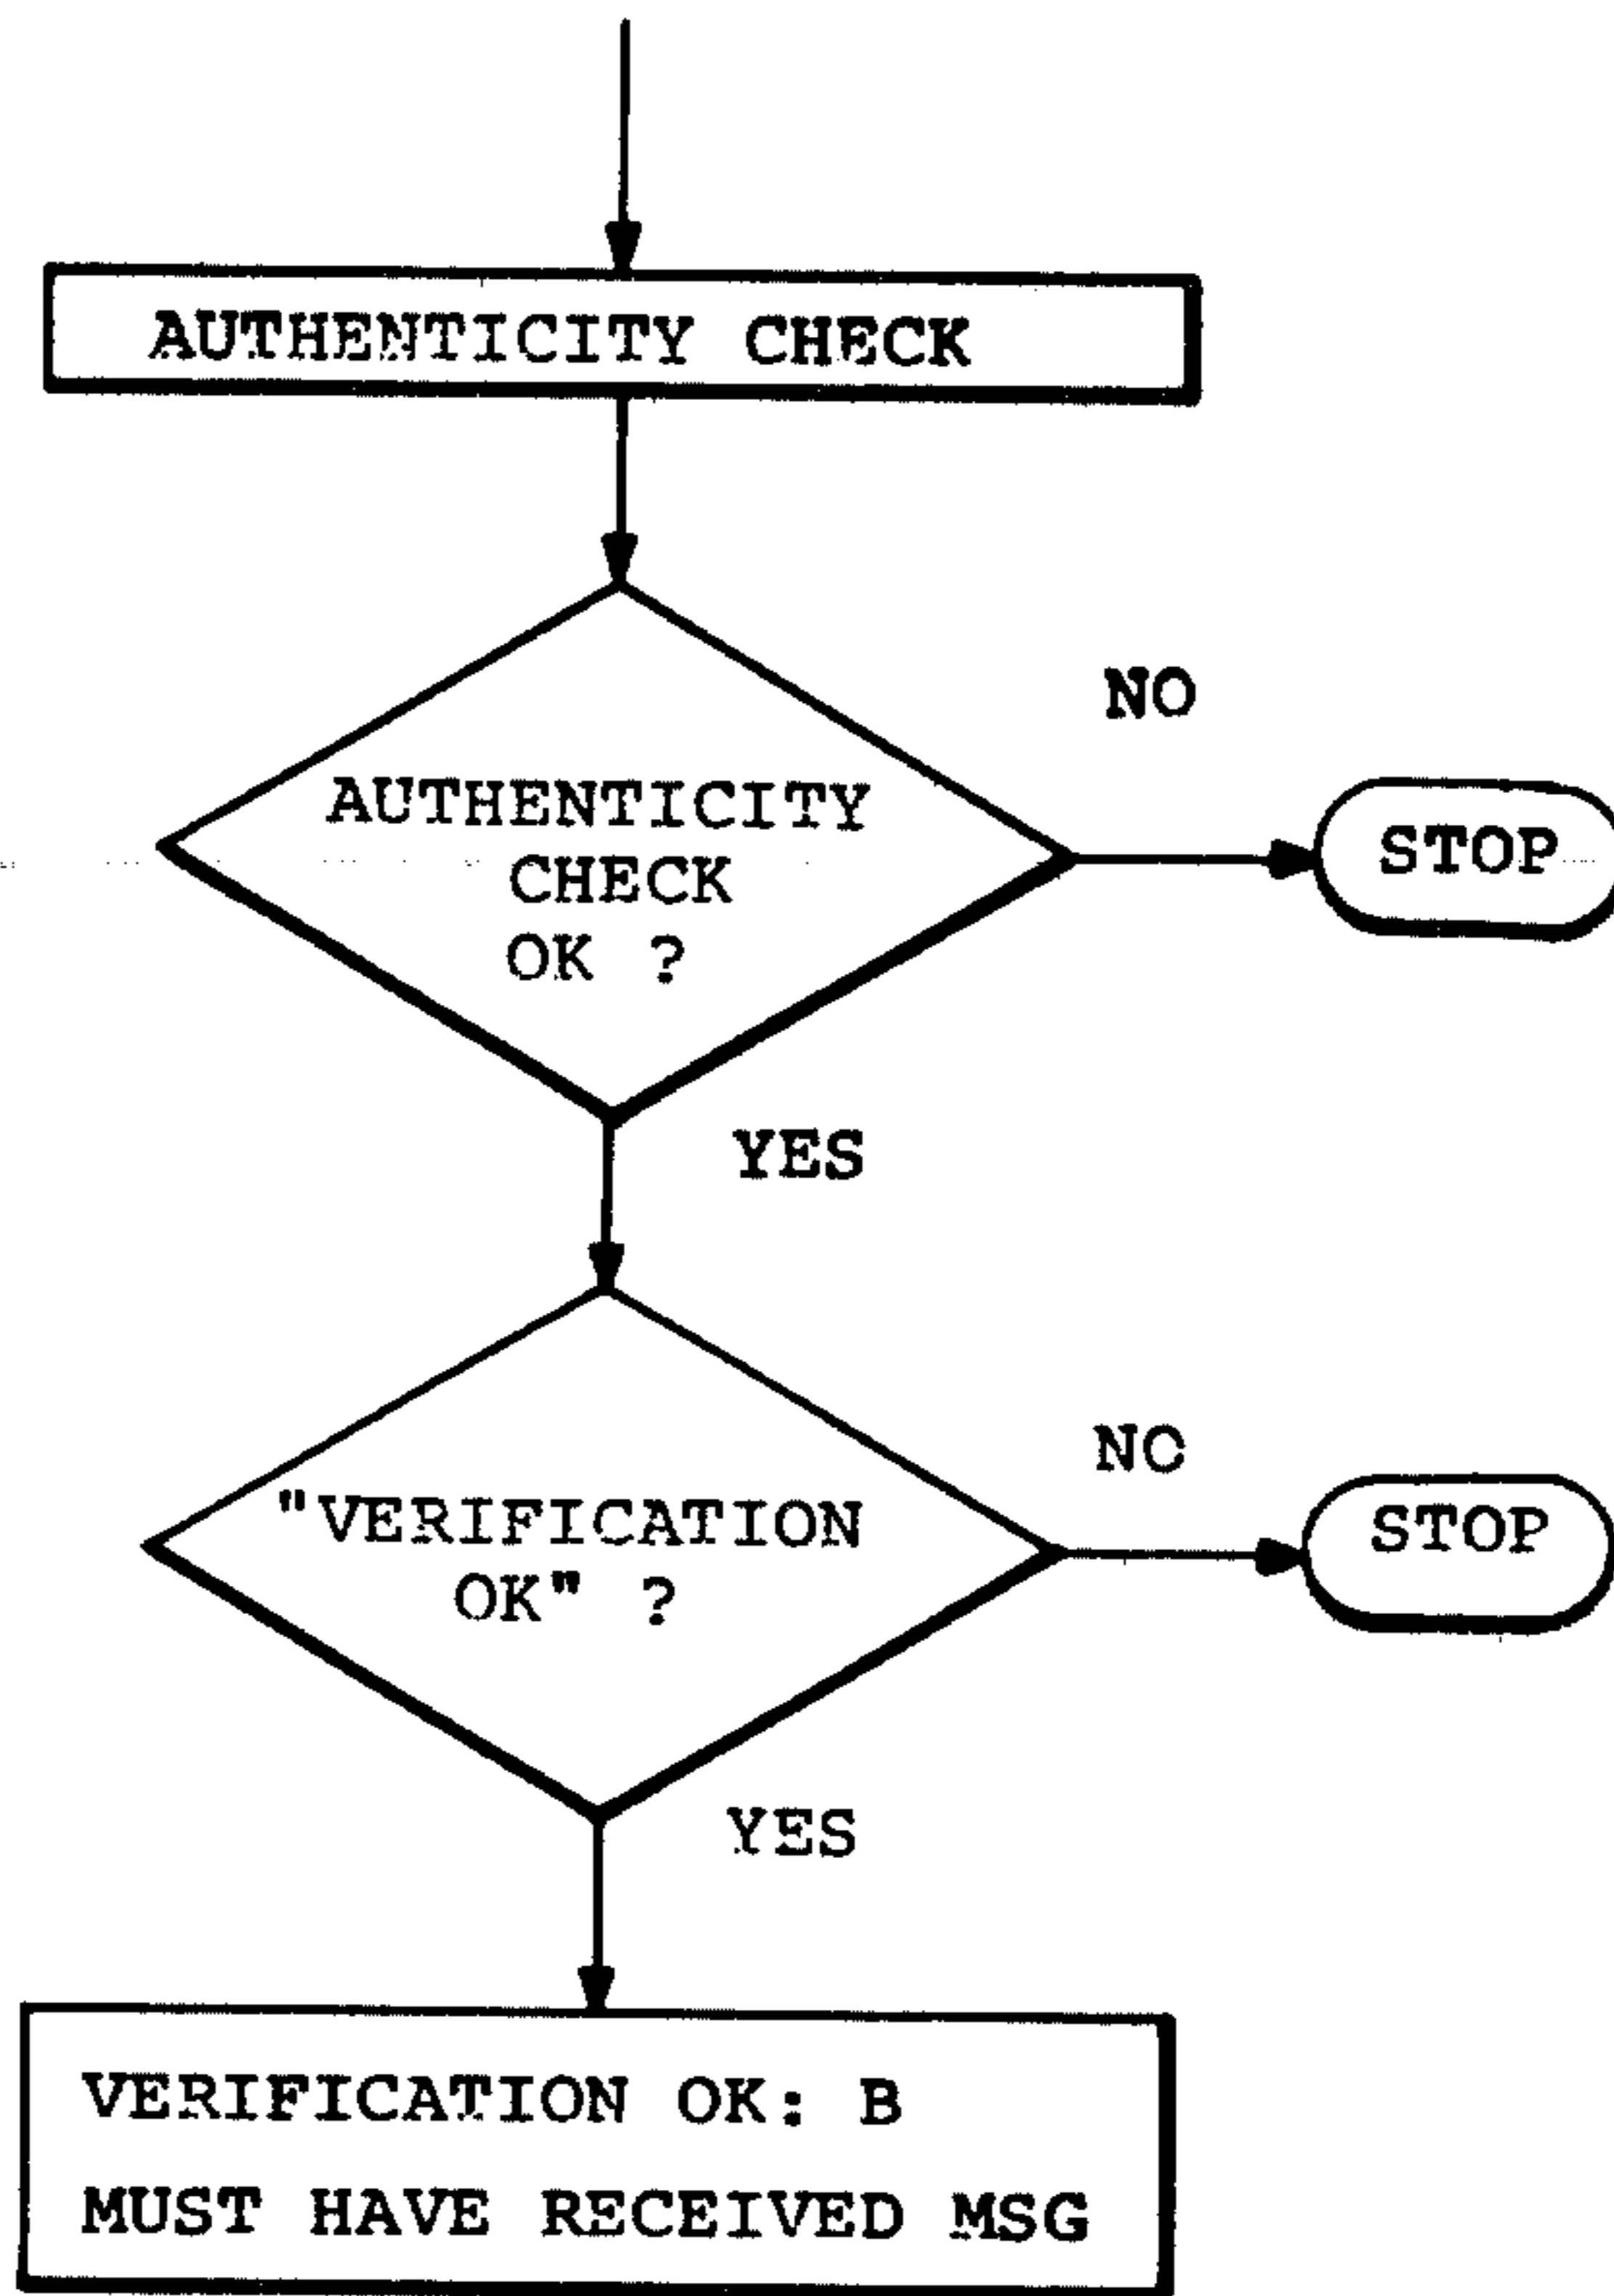 AUTHENTICITY CHECK
NO
AUTHENTICITY
CHECK
OK ?
STOP
YES
NO
"VERIFICATION
OK" ?
STOP
YES
VERIFICATION OK: B
MUST HAVE RECEIVED MSG